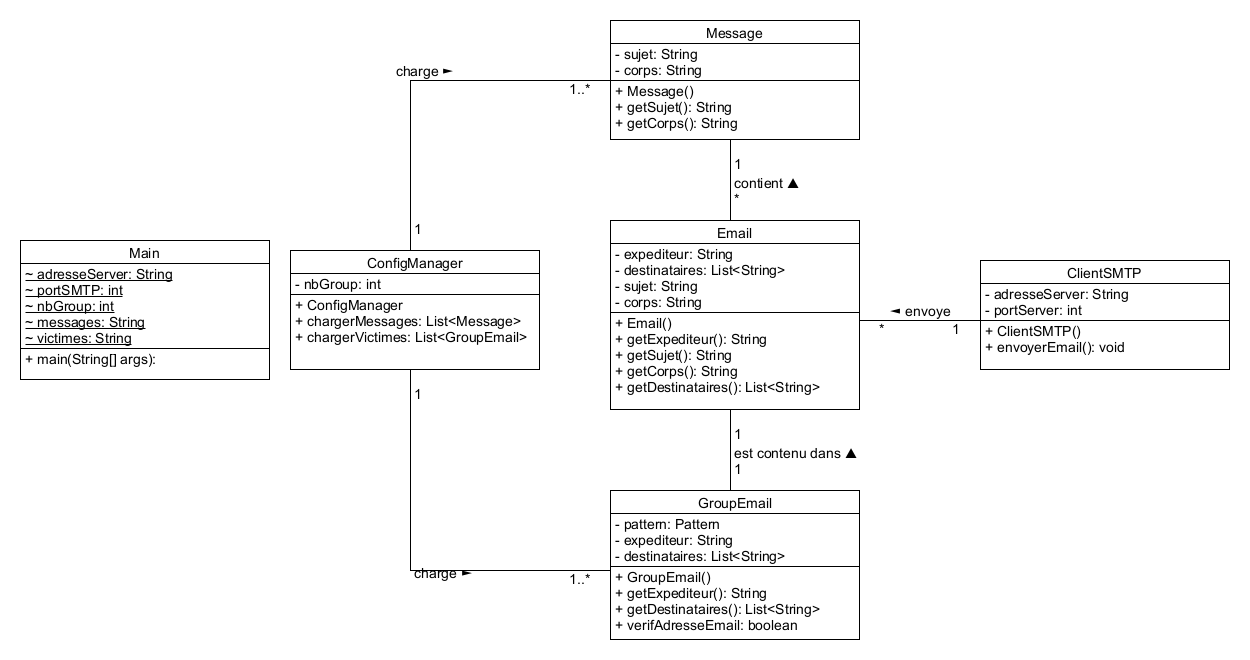 Message
- sujet: String
- corps: String
+ Message()
+ getSujet(): String
+ getCorps(): String
charge ►
1..*
1
1
contient ▲
*
Main
~ adresseServer: String
~ portSMTP: int
~ nbGroup: int
~ messages: String
~ victimes: String
+ main(String[] args):
ConfigManager
- nbGroup: int
+ ConfigManager
+ chargerMessages: List<Message>
+ chargerVictimes: List<GroupEmail>
Email
- expediteur: String
- destinataires: List<String>
- sujet: String
- corps: String
+ Email()
+ getExpediteur(): String
+ getSujet(): String
+ getCorps(): String
+ getDestinataires(): List<String>
◄ envoye
* 1
ClientSMTP
- adresseServer: String
- portServer: int
+ ClientSMTP()
+ envoyerEmail(): void
1
1
est contenu dans ▲
1
charge ►
1..*
GroupEmail
- pattern: Pattern
- expediteur: String
- destinataires: List<String>
+ GroupEmail()
+ getExpediteur(): String
+ getDestinataires(): List<String>
+ verifAdresseEmail: boolean